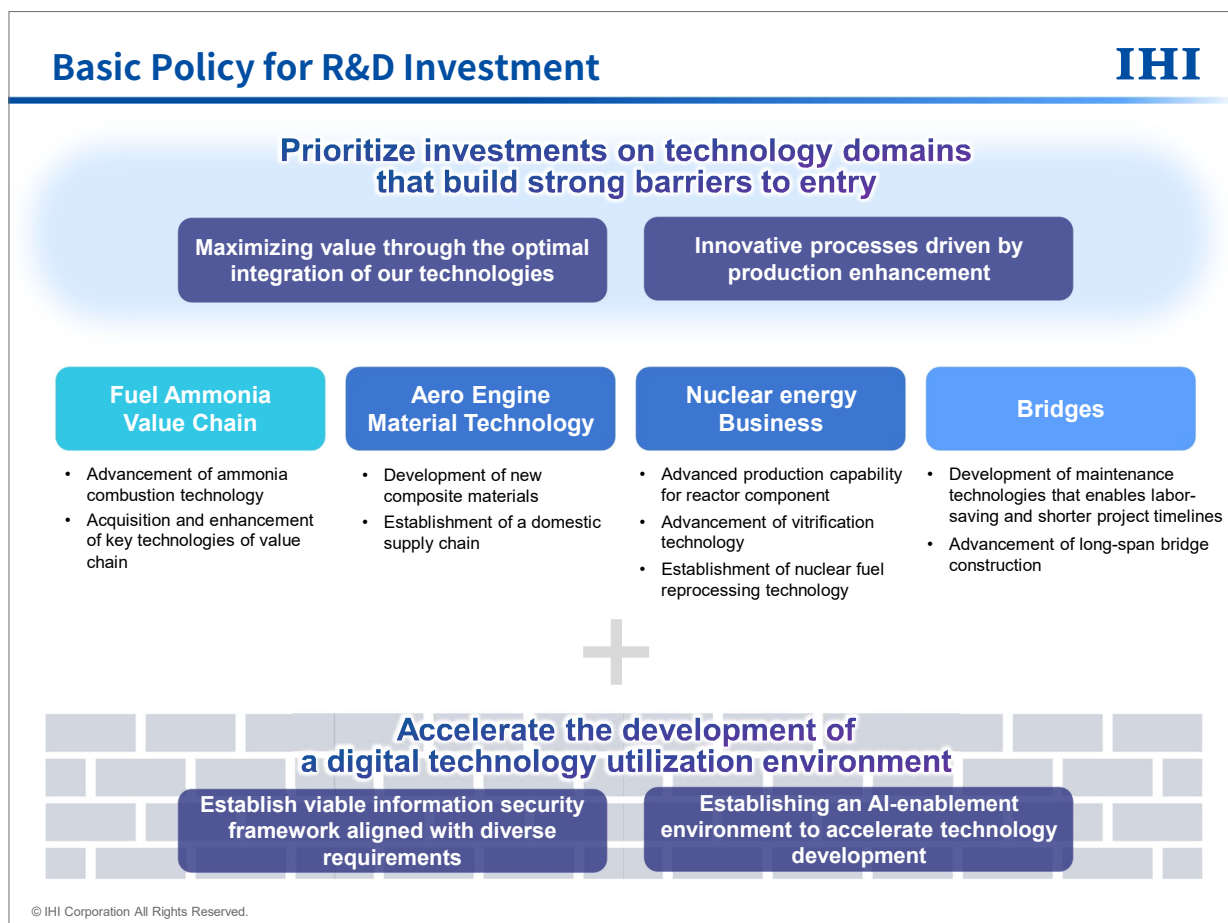 Basic Policy for R&D Investment
IHI
Prioritize investments on technology domains
that build strong barriers to entry
Maximizing value through the optimal
integration of our technologies
Innovative processes driven by
production enhancement
Fuel Ammonia
Value Chain
• Advancement of ammonia
combustion technology
• Acquisition and enhancement
of key technologies of value
chain
Aero Engine
Material Technology
• Development of new
composite materials
• Establishment of a domestic
supply chain
Nuclear energy
Business
• Advanced production capability
for reactor component
• Advancement of vitrification
technology
• Establishment of nuclear fuel
reprocessing technology
Bridges
• Development of maintenance
technologies that enables labor-
saving and shorter project timelines
• Advancement of long-span bridge
construction
+
Accelerate the development of
a digital technology utilization environment
Establish viable information security
framework aligned with diverse
requirements
Establishing an AI-enablement
environment to accelerate technology
development
© IHI Corporation All Rights Reserved.